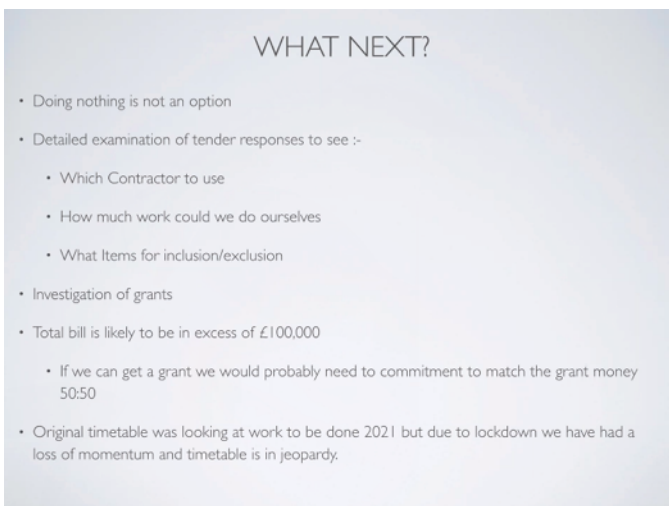 WHAT NEXT?
• Doing nothing is not an option
• Detailed examination of tender responses to see :-
• Which Contractor to use
• How much work could we do ourselves
• What Items for inclusion/exclusion
• Investigation of grants
• Total bill is likely to be in excess of £100,000
• If we can get a grant we would probably need to commitment to match the grant money
50:50
• Original timetable was looking at work to be done 2021 but due to lockdown we have had a
loss of momentum and timetable is in jeopardy.